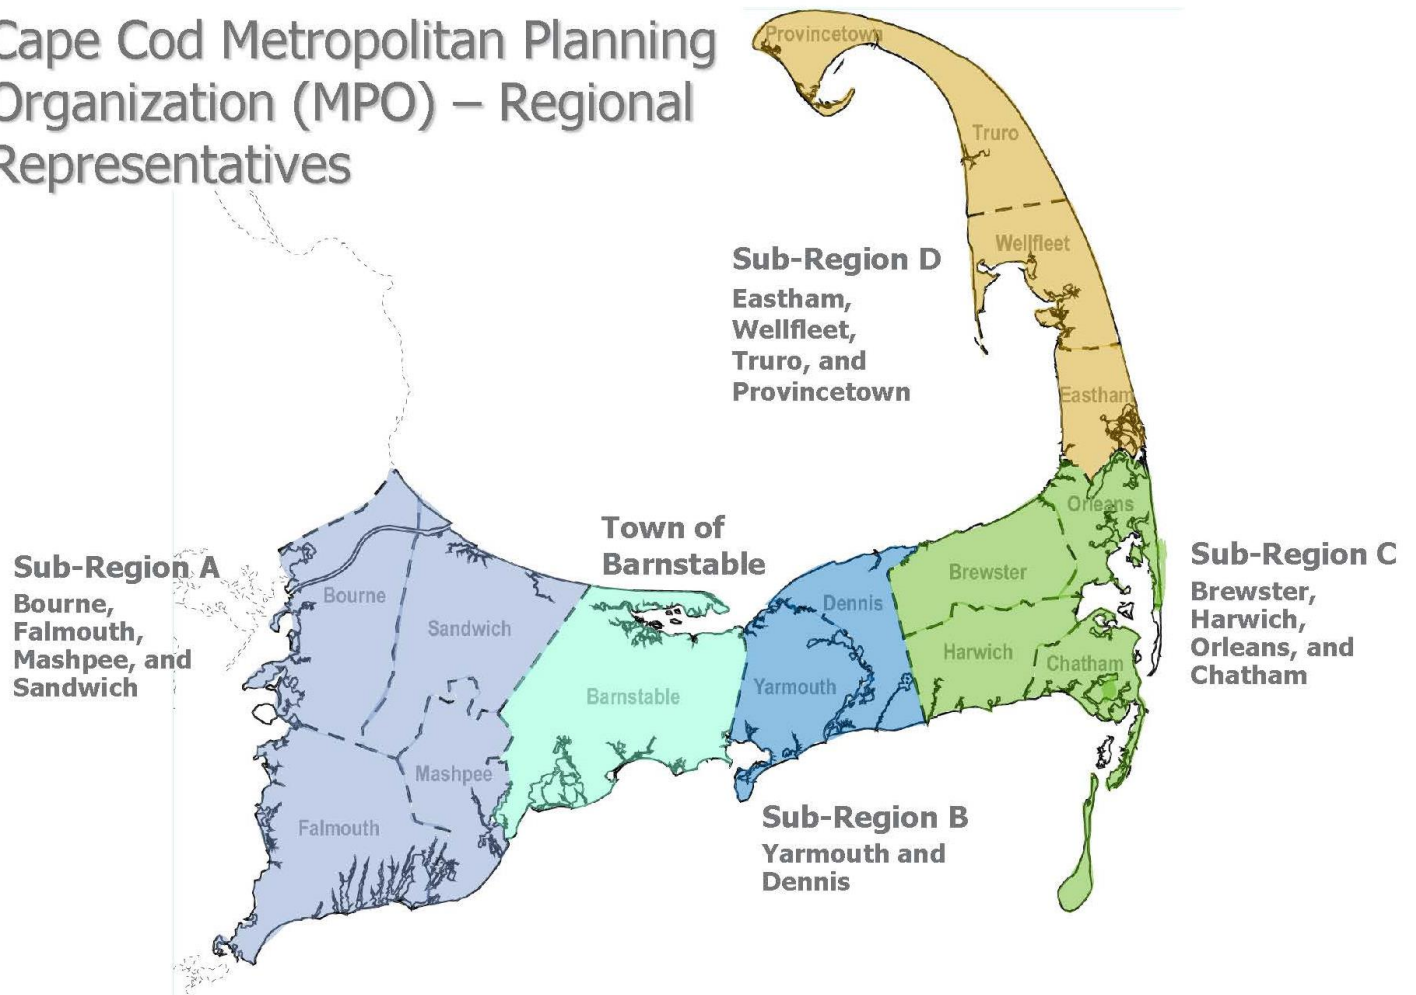 Cape Cod Metropolitan Planning
Organization (MPO) – Regional
Representatives
Provincetown
Truro
Wellfleet
Sub-Region D
Eastham,
Wellfleet,
Truro, and
Provincetown
Eastham
Orleans
Town of
Barnstable
Sub-Region A
Bourne,
Falmouth,
Mashpee, and
Sandwich
Bourne
Sandwich
Barnstable
Dennis
Yarmouth
Brewster
Harwich
Chatham
Sub-Region C
Brewster,
Harwich,
Orleans, and
Chatham
Mashpee
Falmouth
Sub-Region B
Yarmouth and
Dennis